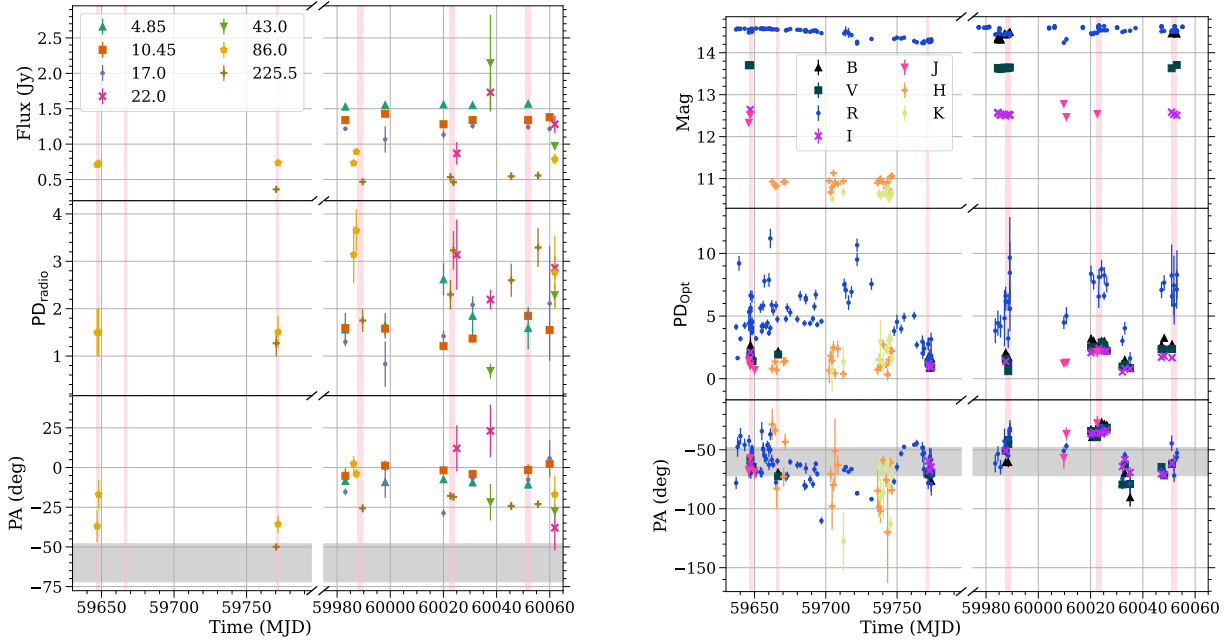 4.85
10.45
17.0
22.0
43.0
86.0
225.5
Flux (Jy)
2.5
2.0
1.5
1.0
0.5
PD_radio
4
3
2
1
PA (deg)
25
0
−25
−50
−75
59650 59700 59750 59980 60000 60020 60040 60060
Time (MJD)
B
V
R
I
J
H
K
Mag
14
13
12
11
PD_Opt
10
5
0
PA (deg)
−50
−100
−150
59650 59700 59750 59980 60000 60020 60040 60060
Time (MJD)